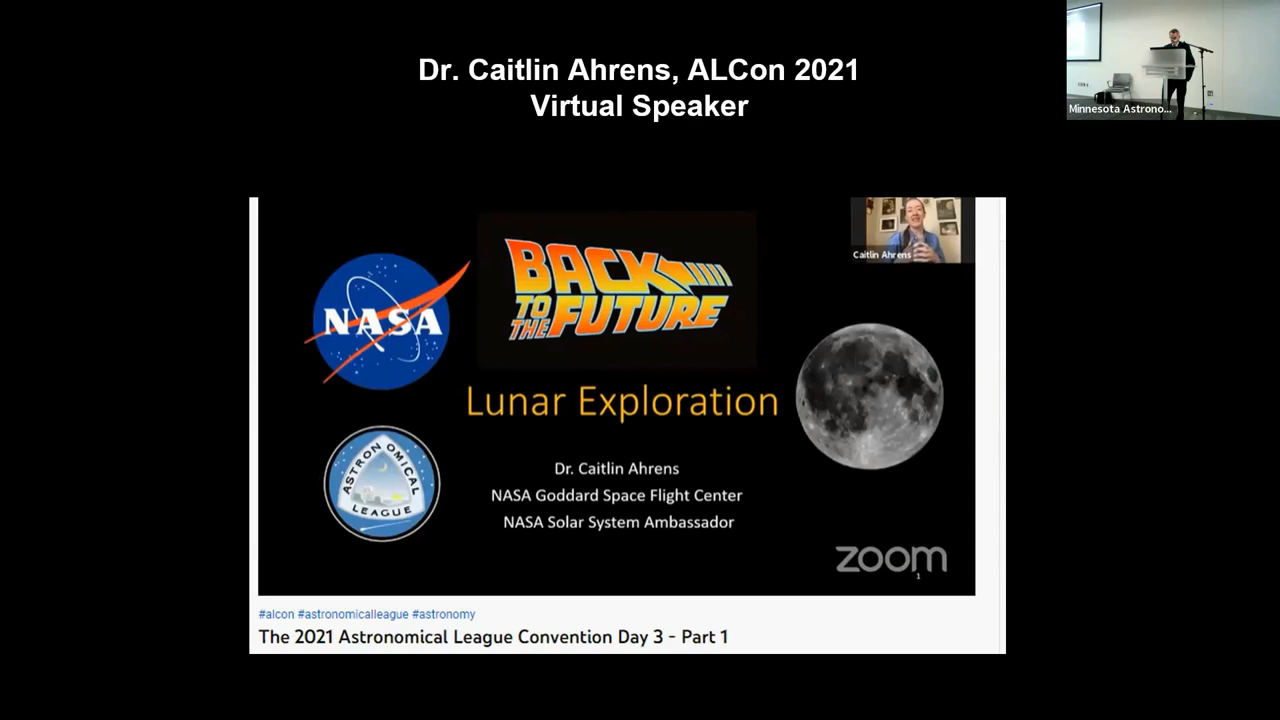 Dr. Caitlin Ahrens, ALCon 2021
Virtual Speaker
Minnesota Astrono...
Caitlin Ahrens
NASA
BACK
TO
THE FUTURE
Lunar Exploration
ASTRONOMICAL
LEAGUE
Dr. Caitlin Ahrens
NASA Goddard Space Flight Center
NASA Solar System Ambassador
zoom
1
#alcon #astronomicalleague #astronomy
The 2021 Astronomical League Convention Day 3 - Part 1